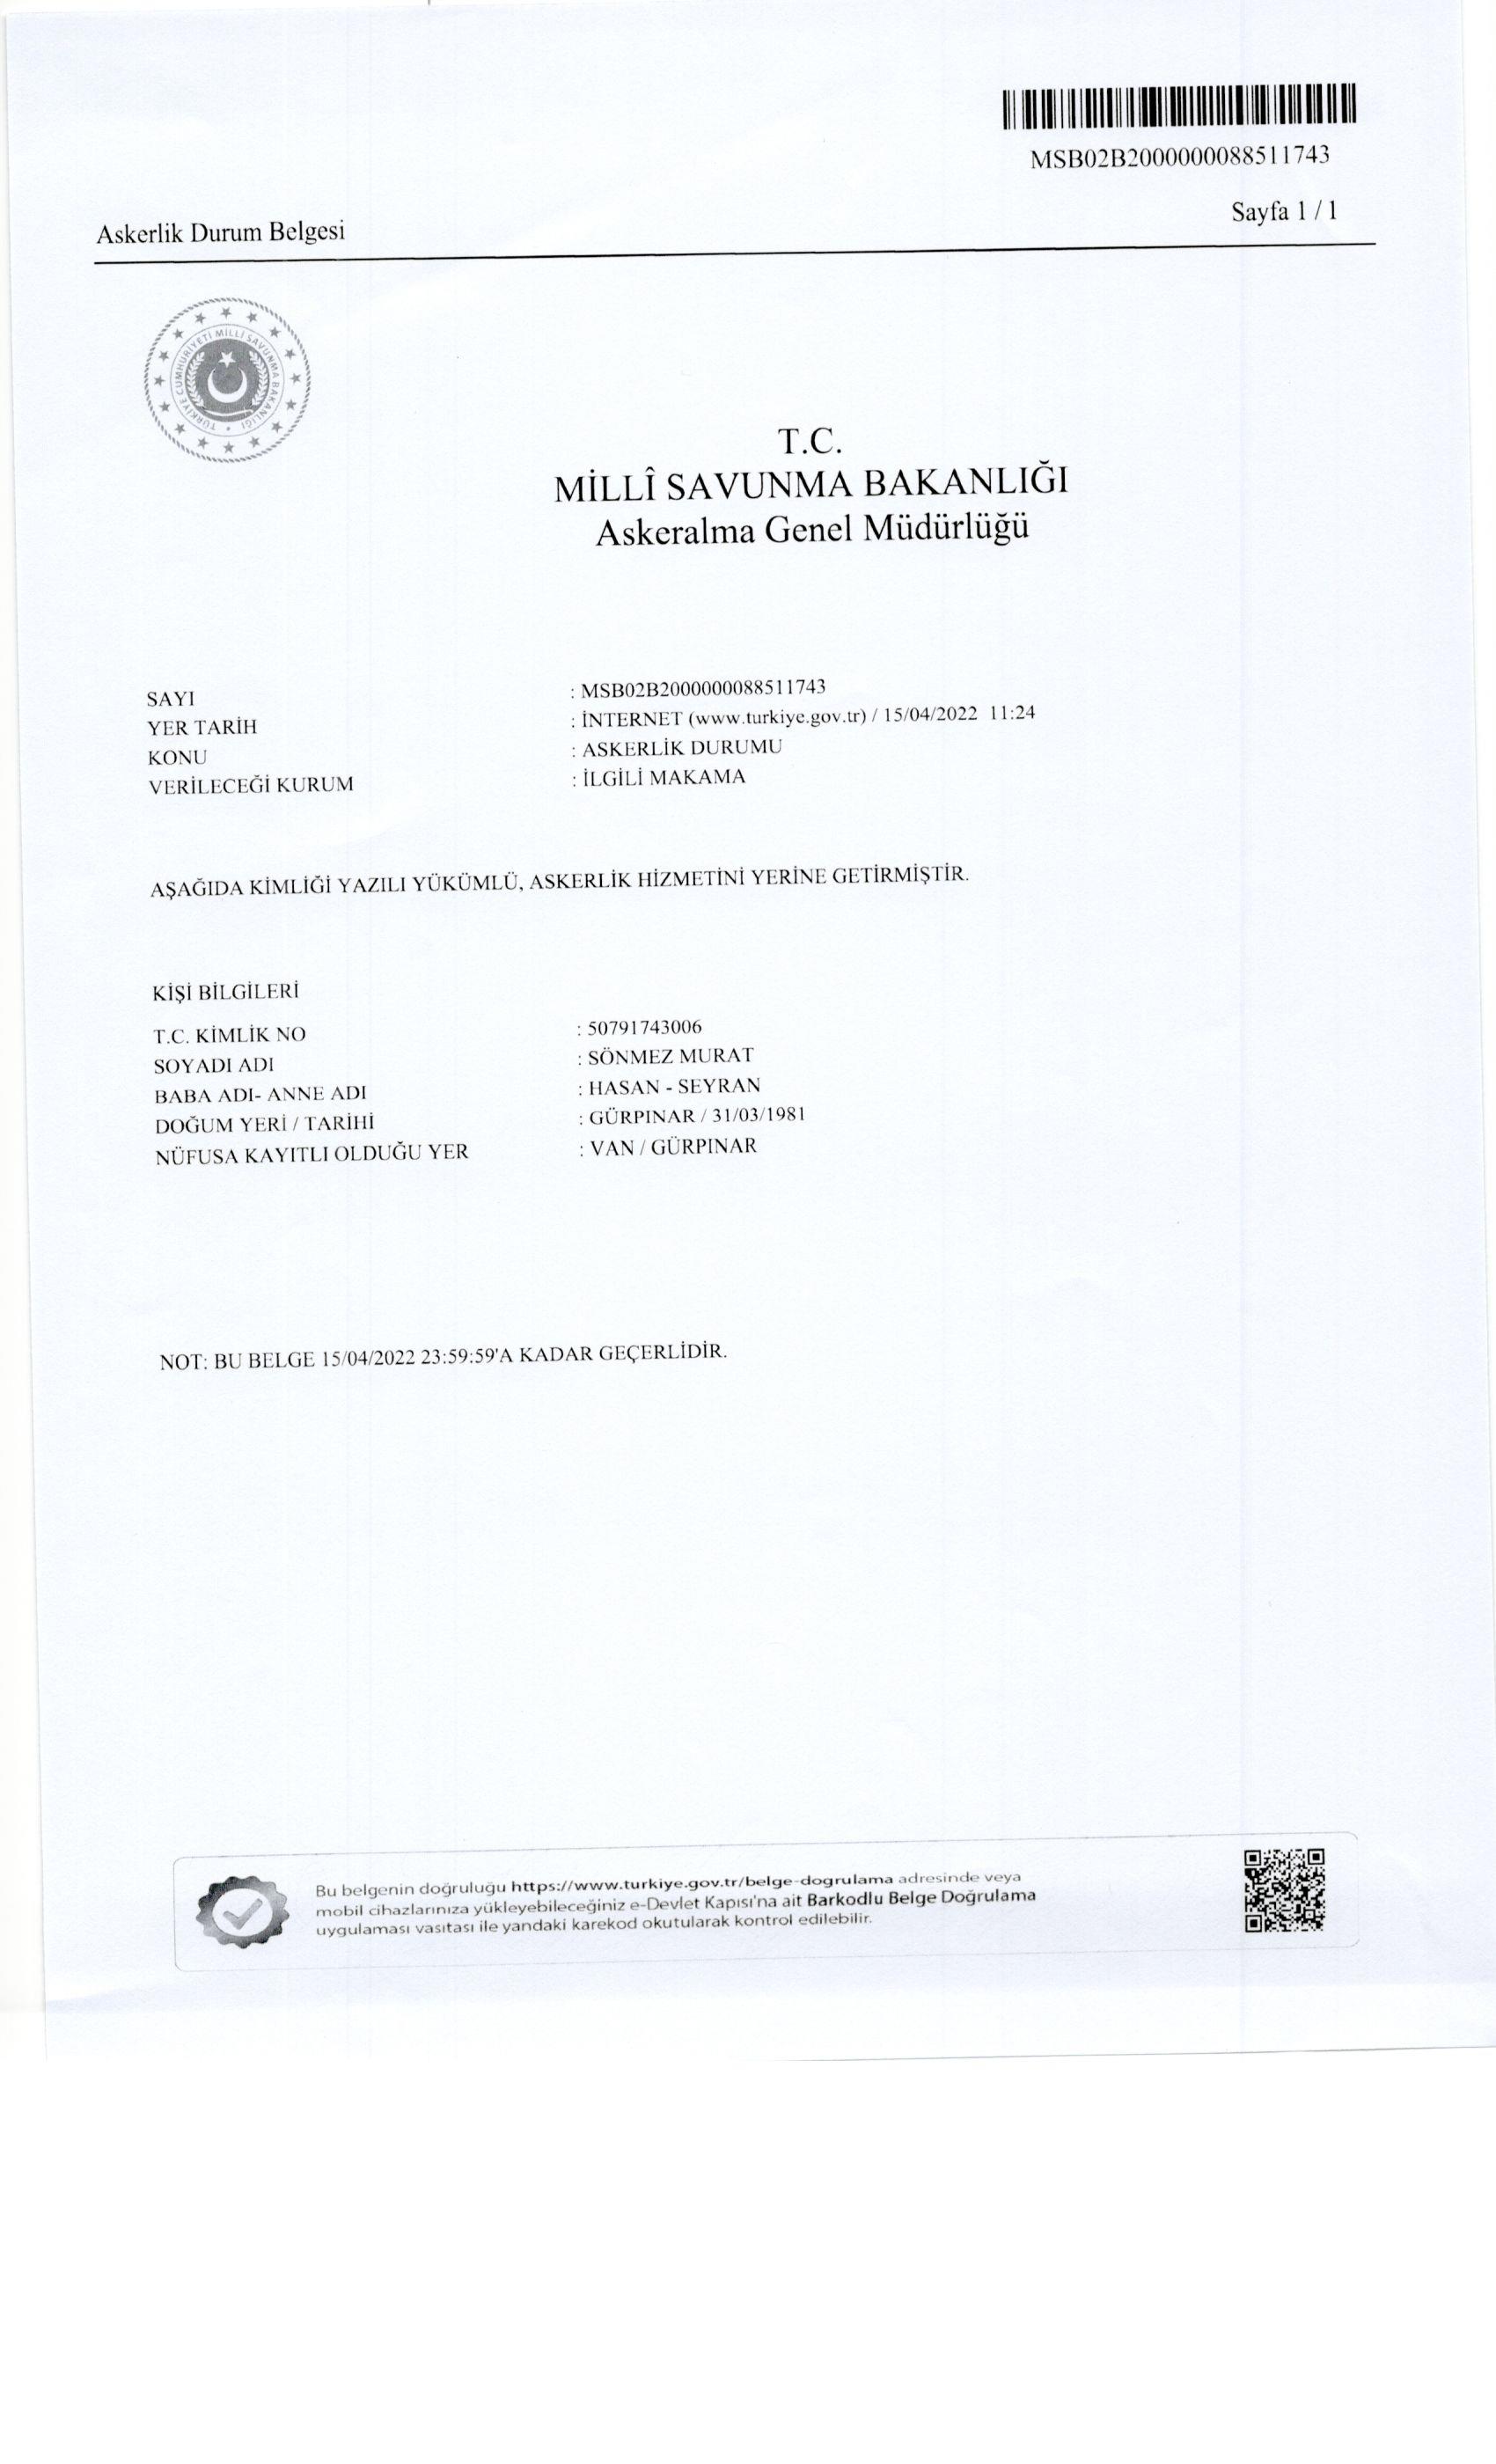 MSB02B2000000088511743
Sayfa 1 / 1
Askerlik Durum Belgesi
TÜRKİYE CUMHURİYETİ MİLLİ SAVUNMA BAKANLIĞI
T.C.
MİLLÎ SAVUNMA BAKANLIĞI
Askeralma Genel Müdürlüğü
SAYI : MSB02B2000000088511743
YER TARİH : İNTERNET (www.turkiye.gov.tr) / 15/04/2022 11:24
KONU : ASKERLİK DURUMU
VERİLECEĞİ KURUM : İLGİLİ MAKAMA
AŞAĞIDA KİMLİĞİ YAZILI YÜKÜMLÜ, ASKERLİK HİZMETİNİ YERİNE GETİRMİŞTİR.
KİŞİ BİLGİLERİ
T.C. KİMLİK NO : 50791743006
SOYADI ADI : SÖNMEZ MURAT
BABA ADI- ANNE ADI : HASAN - SEYRAN
DOĞUM YERİ / TARİHİ : GÜRPINAR / 31/03/1981
NÜFUSA KAYITLI OLDUĞU YER : VAN / GÜRPINAR
NOT: BU BELGE 15/04/2022 23:59:59'A KADAR GEÇERLİDİR.
Bu belgenin doğruluğu https://www.turkiye.gov.tr/belge-dogrulama adresinde veya
mobil cihazlarınıza yükleyebileceğiniz e-Devlet Kapısı'na ait Barkodlu Belge Doğrulama
uygulaması vasıtası ile yandaki karekod okutularak kontrol edilebilir.